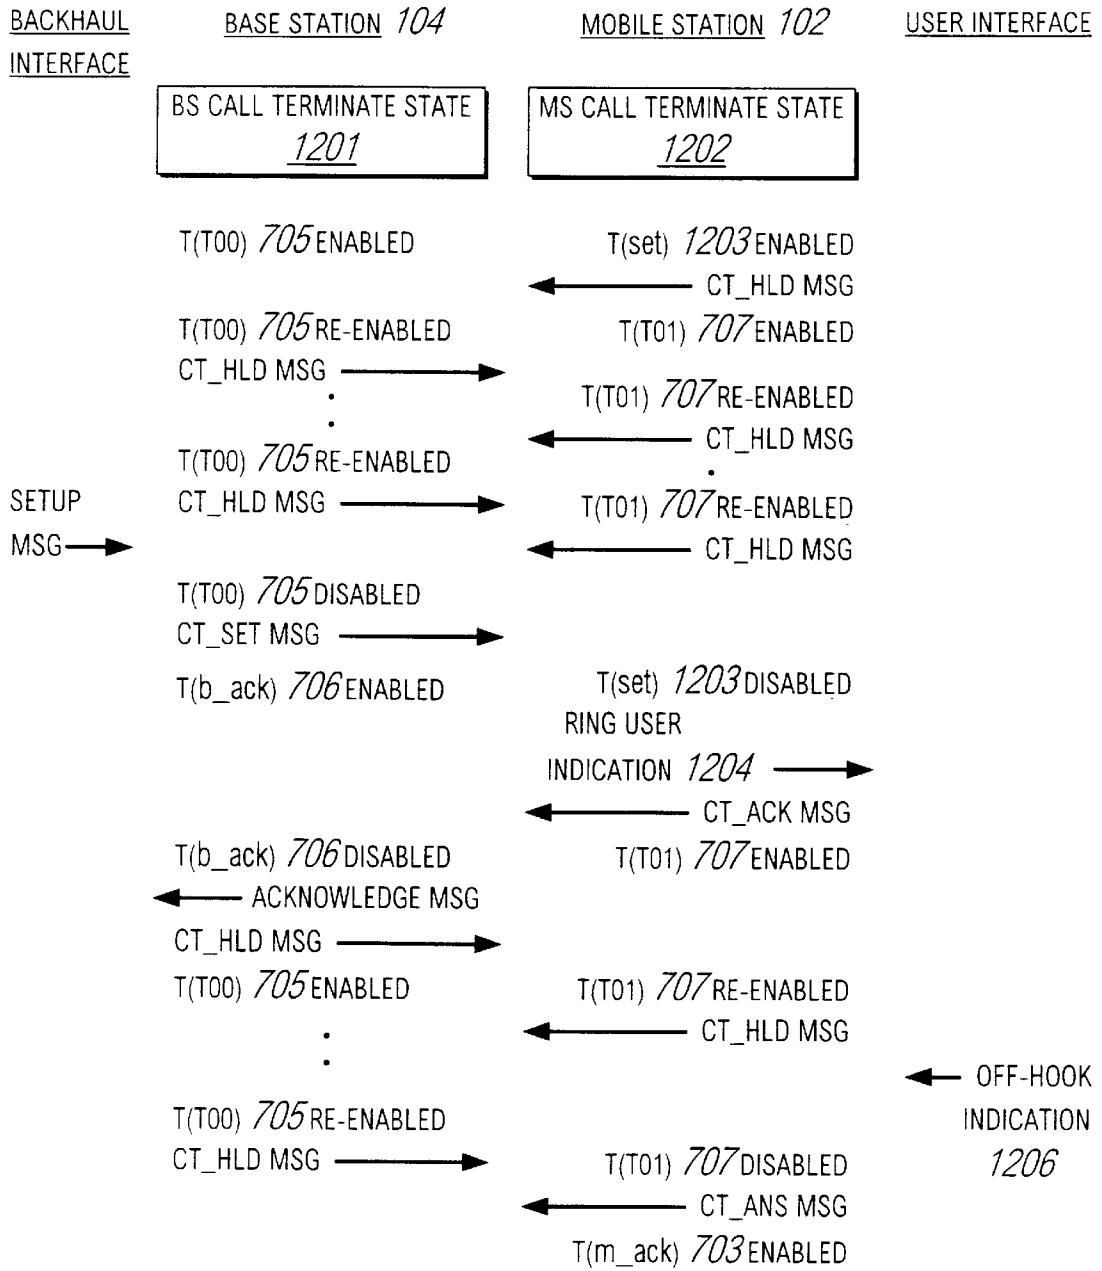 BACKHAUL INTERFACE
BASE STATION 104
MOBILE STATION 102
USER INTERFACE
BS CALL TERMINATE STATE
1201
MS CALL TERMINATE STATE
1202
T(T00) 705 ENABLED
T(set) 1203 ENABLED
CT_HLD MSG
T(T00) 705 RE-ENABLED
T(T01) 707 ENABLED
CT_HLD MSG
T(T01) 707 RE-ENABLED
CT_HLD MSG
T(T00) 705 RE-ENABLED
SETUP
CT_HLD MSG
T(T01) 707 RE-ENABLED
MSG
CT_HLD MSG
T(T00) 705 DISABLED
CT_SET MSG
T(b_ack) 706 ENABLED
T(set) 1203 DISABLED
RING USER
INDICATION 1204
CT_ACK MSG
T(b_ack) 706 DISABLED
T(T01) 707 ENABLED
ACKNOWLEDGE MSG
CT_HLD MSG
T(T00) 705 ENABLED
T(T01) 707 RE-ENABLED
CT_HLD MSG
OFF-HOOK
T(T00) 705 RE-ENABLED
INDICATION
CT_HLD MSG
T(T01) 707 DISABLED
1206
CT_ANS MSG
T(m_ack) 703 ENABLED